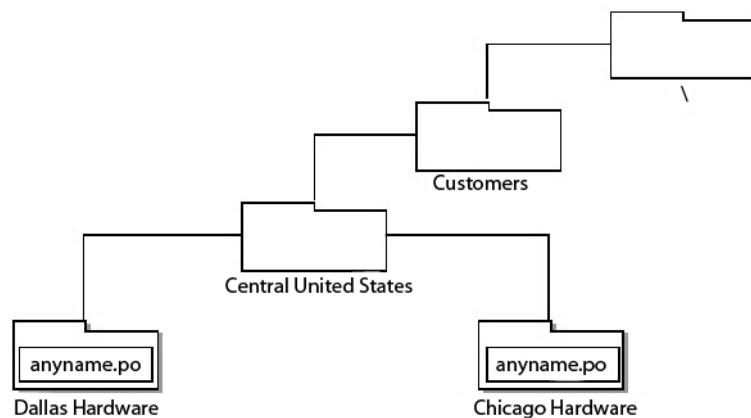 \
Customers
Central United States
anyname.po
anyname.po
Dallas Hardware
Chicago Hardware